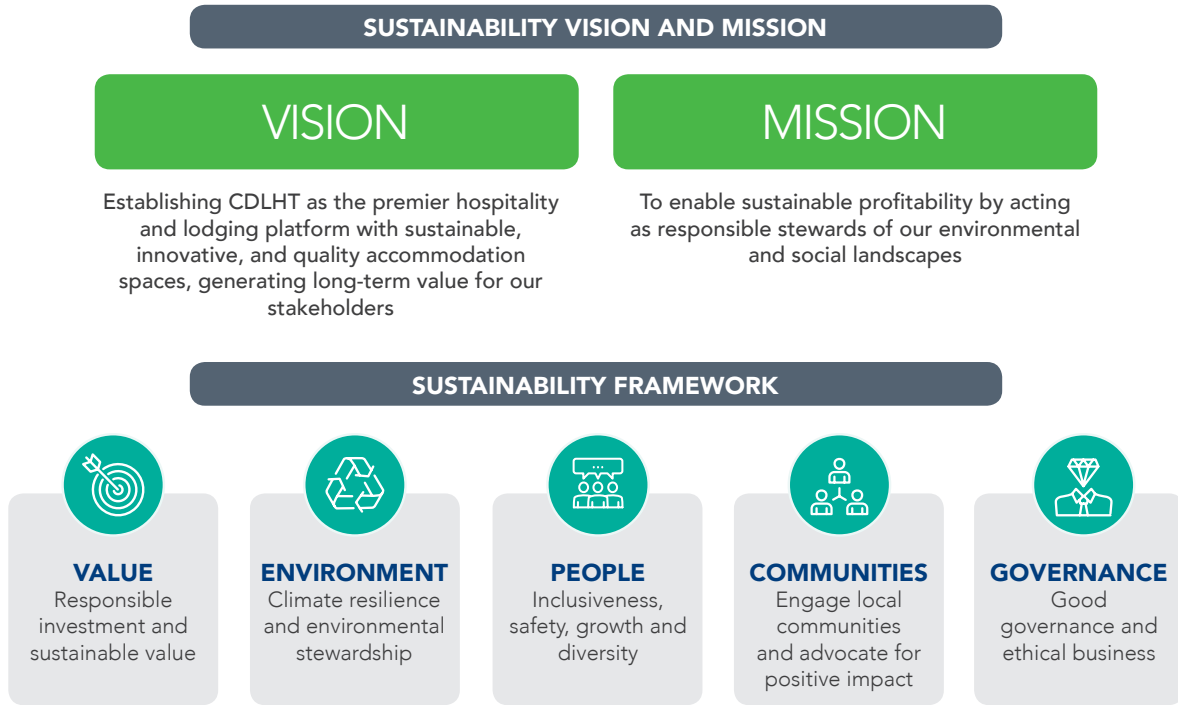 SUSTAINABILITY VISION AND MISSION
VISION
Establishing CDLHT as the premier hospitality
and lodging platform with sustainable,
innovative, and quality accommodation
spaces, generating long-term value for our
stakeholders
MISSION
To enable sustainable profitability by acting
as responsible stewards of our environmental
and social landscapes
SUSTAINABILITY FRAMEWORK
VALUE
Responsible
investment and
sustainable value
ENVIRONMENT
Climate resilience
and environmental
stewardship
PEOPLE
Inclusiveness,
safety, growth and
diversity
COMMUNITIES
Engage local
communities
and advocate for
positive impact
GOVERNANCE
Good
governance and
ethical business